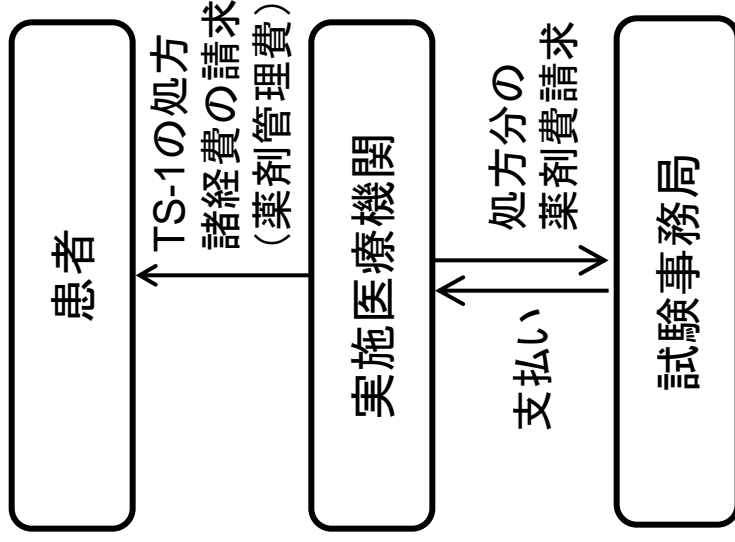 患者
TS-1の処方
諸経費の請求
（薬剤管理費）
実施医療機関
処方分の
薬剤費請求
支払い
試験事務局